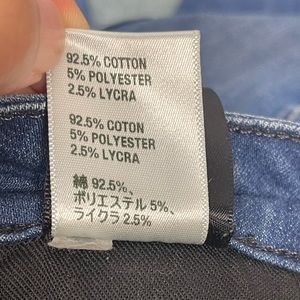 92.5% COTTON
5% POLYESTER
2.5% LYCRA
92.5% COTON
5% POLYESTER
2.5% LYCRA
綿 92.5%、
ポリエステル 5%、
ライクラ 2.5%